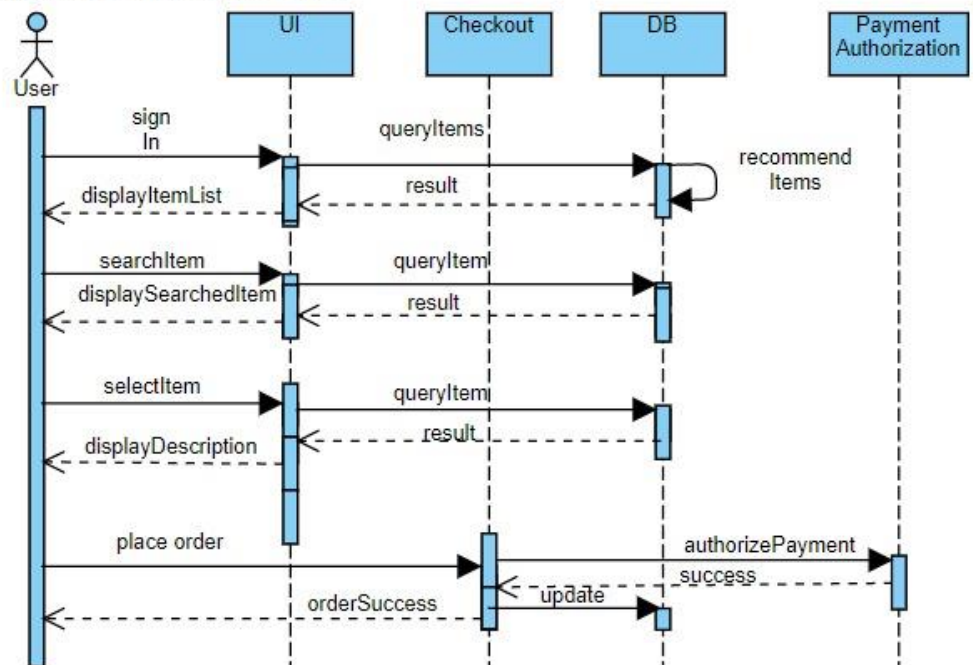 UI
Checkout
DB
Payment
Authorization
User
sign
In
queryItems
recommend
Items
result
displayItemList
searchItem
queryItem
displaySearchedItem
result
selectItem
queryItem
result
displayDescription
place order
authorizePayment
success
update
orderSuccess